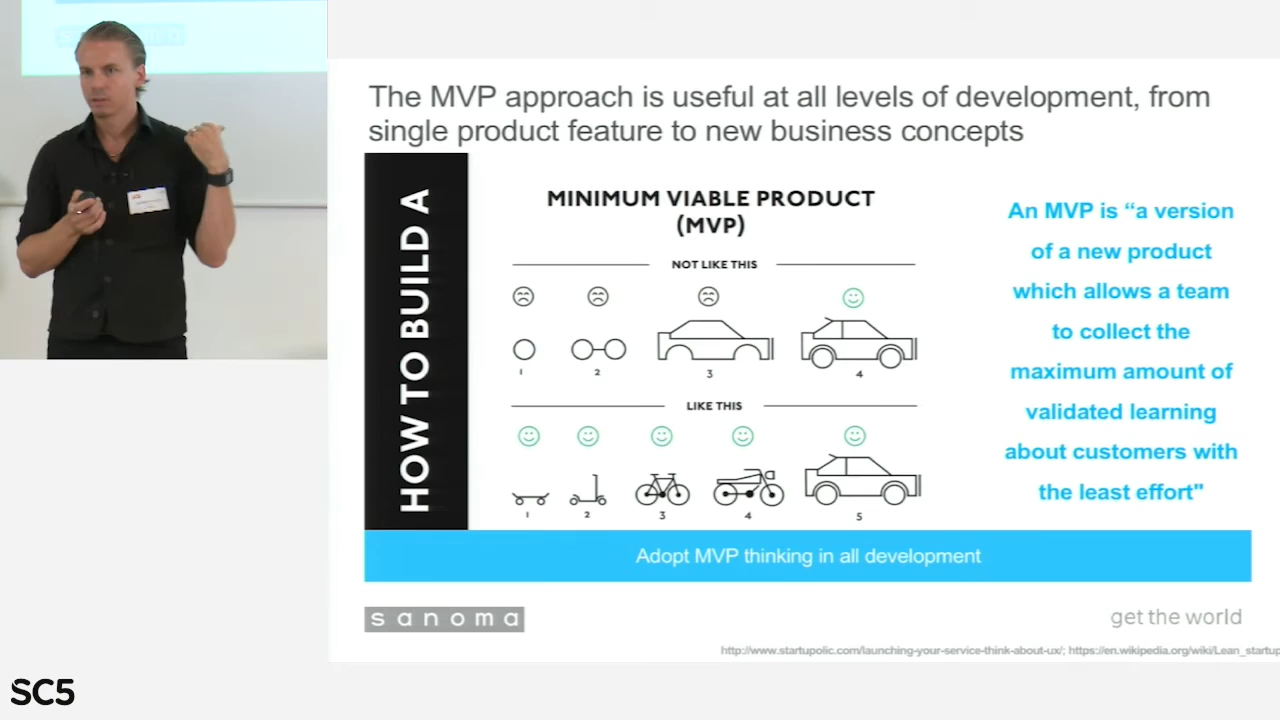 The MVP approach is useful at all levels of development, from
single product feature to new business concepts
HOW TO BUILD A
MINIMUM VIABLE PRODUCT
(MVP)
NOT LIKE THIS
1 2 3 4
LIKE THIS
1 2 3 4 5
An MVP is “a version
of a new product
which allows a team
to collect the
maximum amount of
validated learning
about customers with
the least effort"
Adopt MVP thinking in all development
sanoma
get the world
http://www.startupolic.com/launching-your-service-think-about-ux/; https://en.wikipedia.org/wiki/Lean_startup
SC5